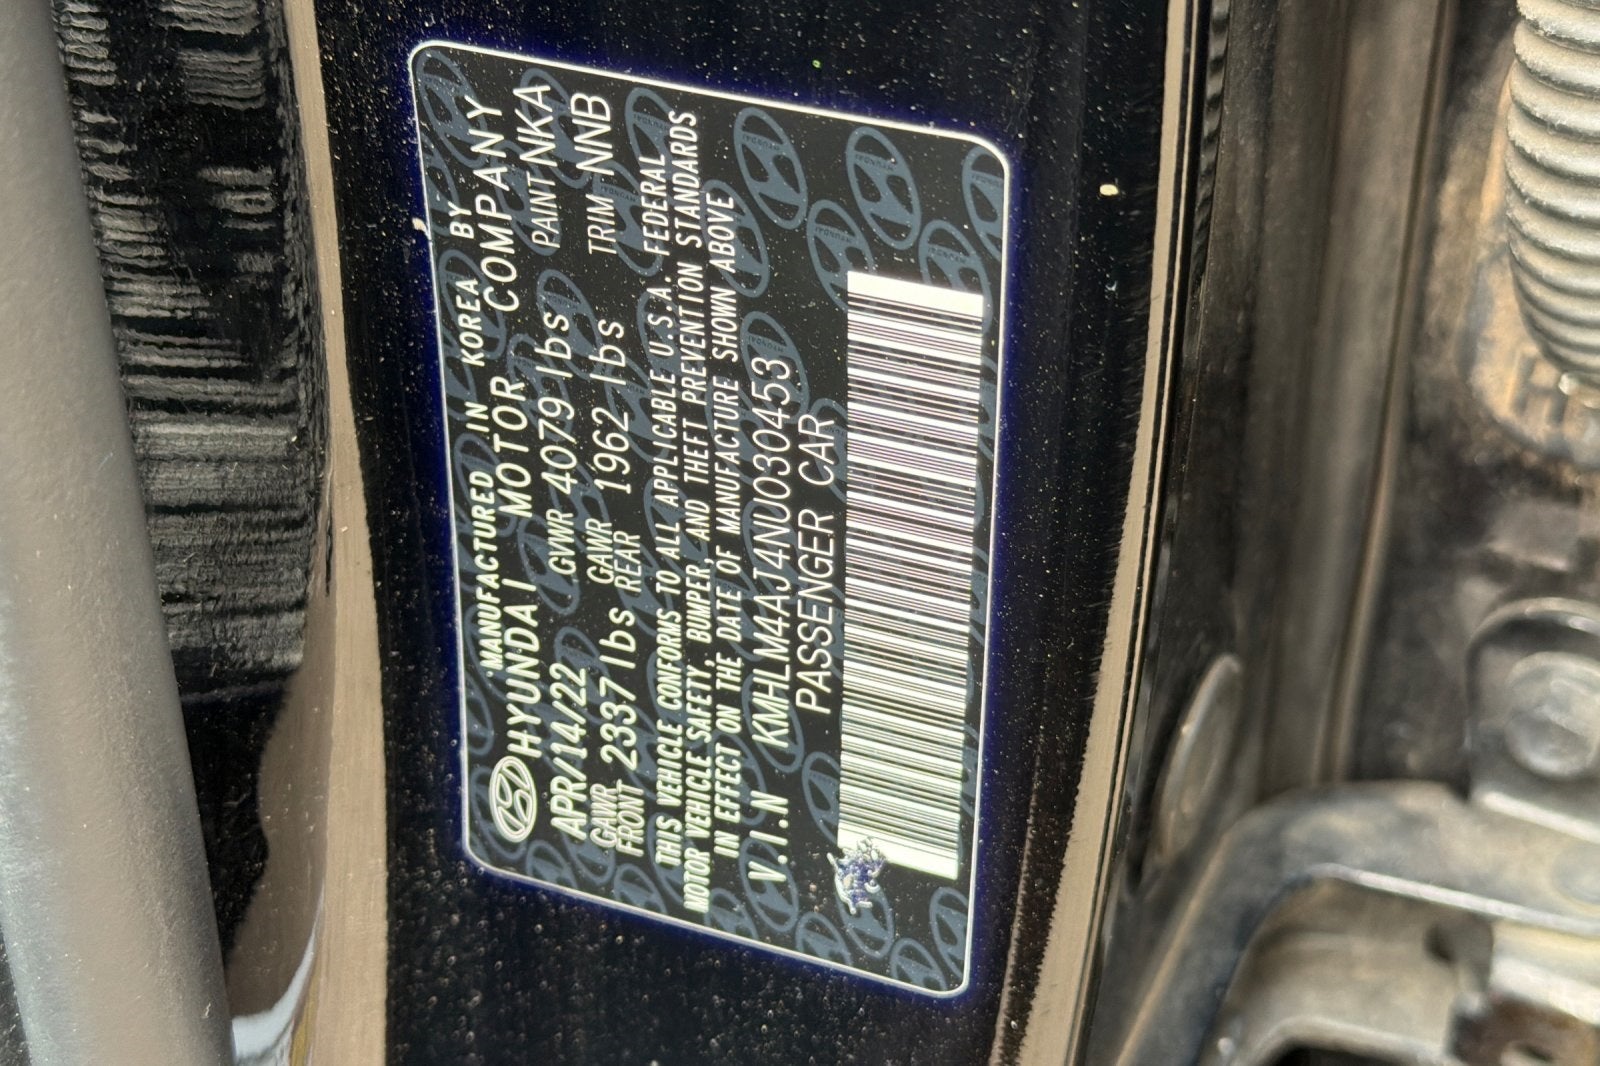 MANUFACTURED IN KOREA BY
HYUNDAI MOTOR COMPANY
APR/14/22 GVWR 4079 lbs PAINT NKA
GAWR FRONT 2337 lbs GAWR REAR 1962 lbs TRIM NNB
THIS VEHICLE CONFORMS TO ALL APPLICABLE U.S.A. FEDERAL
MOTOR VEHICLE SAFETY, BUMPER, AND THEFT PREVENTION STANDARDS
IN EFFECT ON THE DATE OF MANUFACTURE SHOWN ABOVE
V.I.N KMHLM4AJ4NU030453
PASSENGER CAR